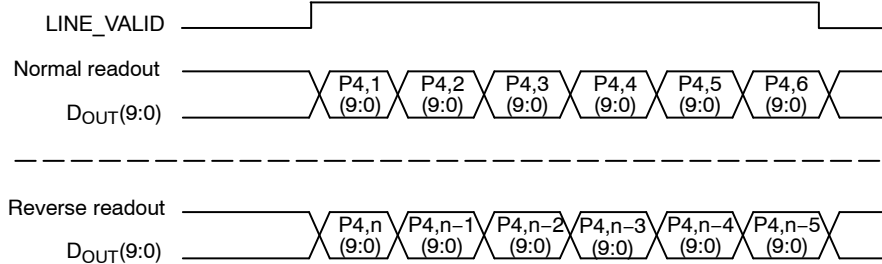 LINE_VALID
Normal readout
P4,1 P4,2 P4,3 P4,4 P4,5 P4,6
(9:0) (9:0) (9:0) (9:0) (9:0) (9:0)
DOUT(9:0)
Reverse readout
P4,n P4,n−1 P4,n−2 P4,n−3 P4,n−4 P4,n−5
(9:0) (9:0) (9:0) (9:0) (9:0) (9:0)
DOUT(9:0)